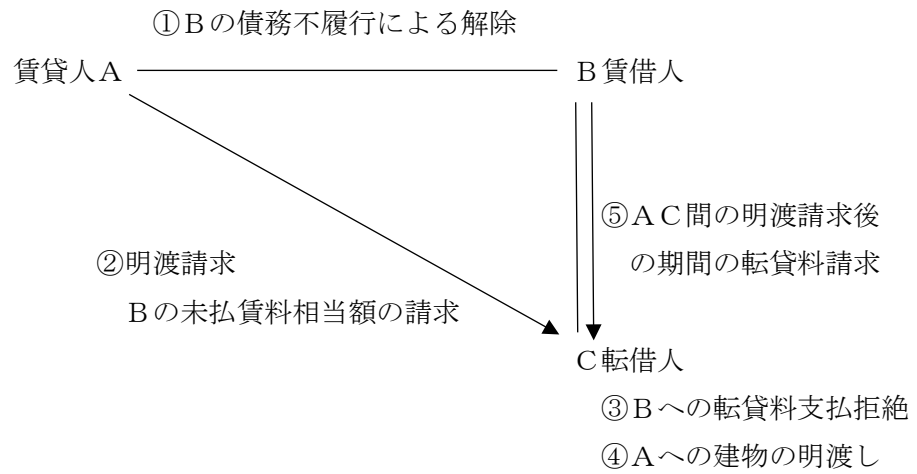 ①Bの債務不履行による解除
賃貸人A
B賃借人
⑤AC間の明渡請求後
の期間の転貸料請求
②明渡請求
Bの未払賃料相当額の請求
C転借人
③Bへの転貸料支払拒絶
④Aへの建物の明渡し